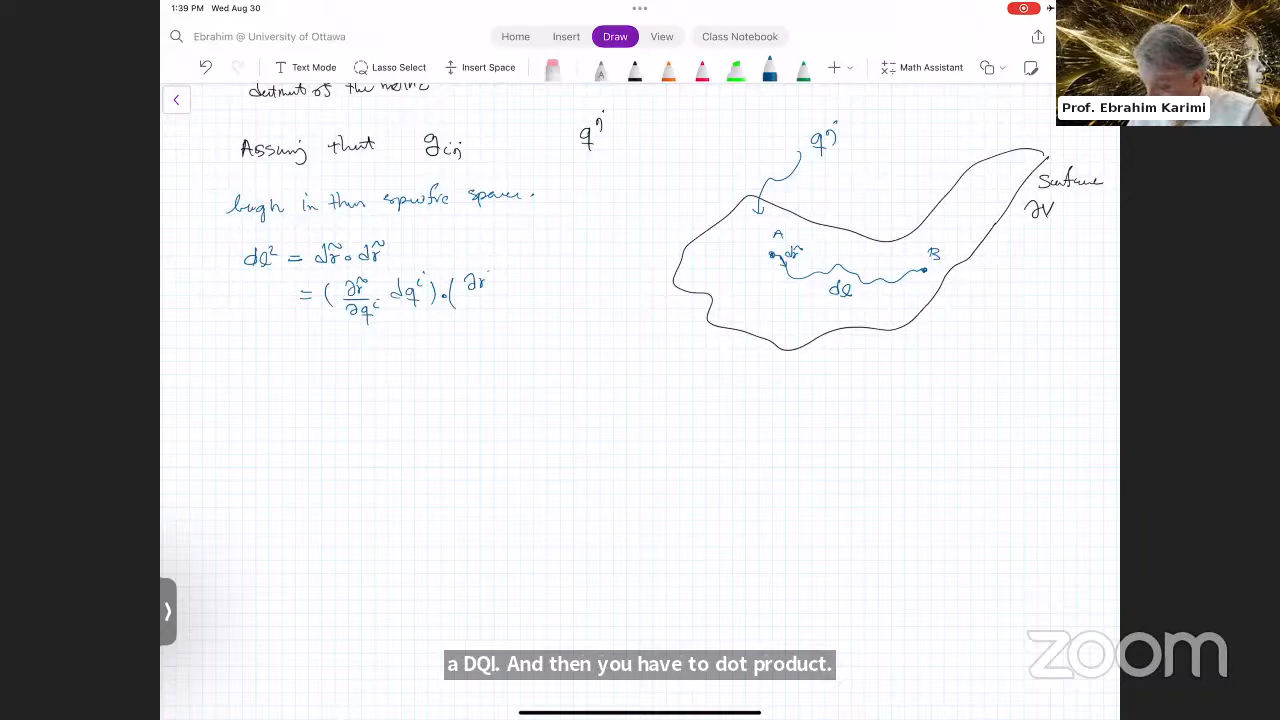 1:39 PM Wed Aug 30
Ebrahim @ University of Ottawa
Home Insert Draw View Class Notebook
Text Mode Lasso Select Insert Space Math Assistant
Prof. Ebrahim Karimi
of the
Assuming that g_ij q^j
q^j
in this space.
Surface
∂V
A
dr̃
B
dl
dl² = dr̃ • dr̃
= ( ∂r̃/∂q^i dq^i ) • ( ∂r
a DQI. And then you have to dot product.
zoom